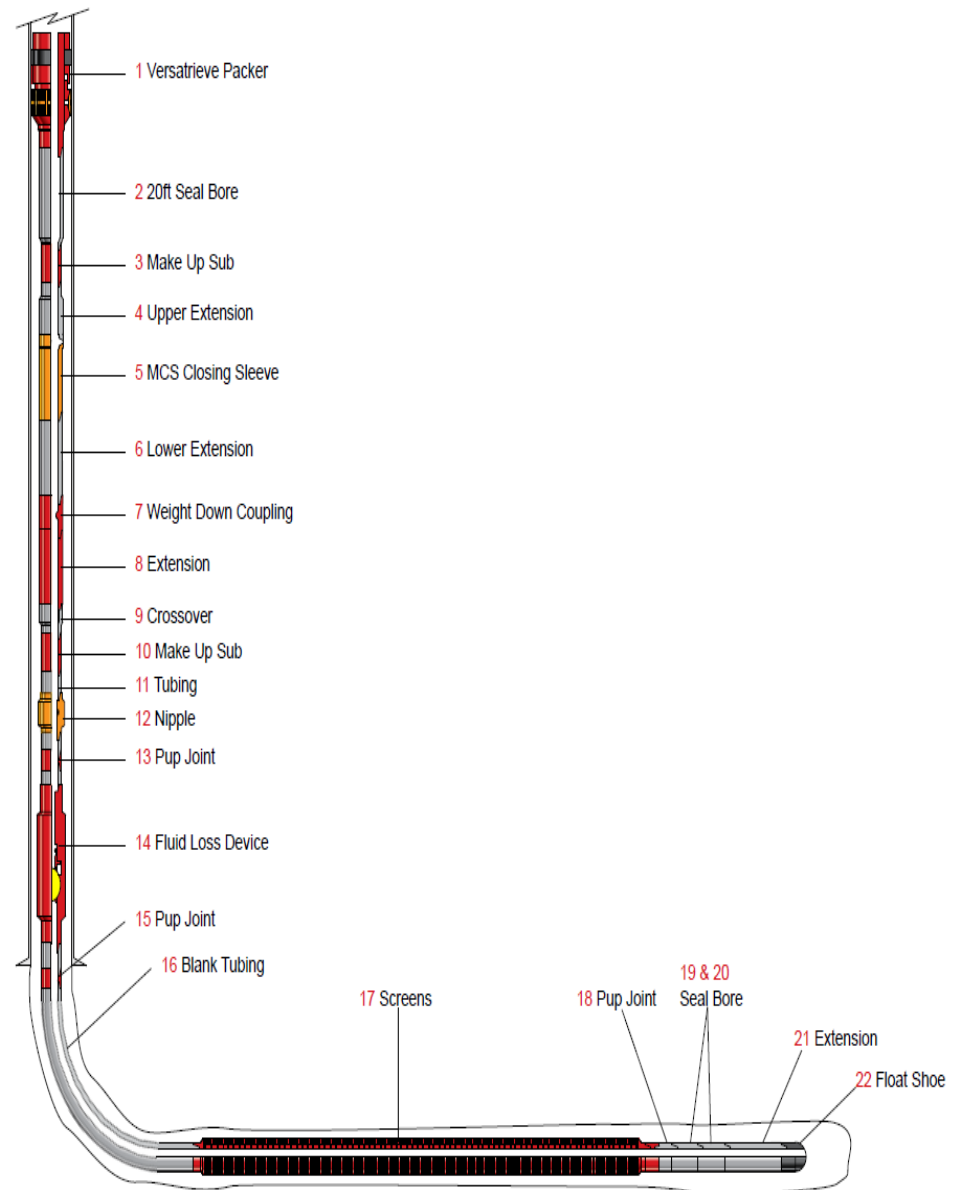 1 Versatrieve Packer
2 20ft Seal Bore
3 Make Up Sub
4 Upper Extension
5 MCS Closing Sleeve
6 Lower Extension
7 Weight Down Coupling
8 Extension
9 Crossover
10 Make Up Sub
11 Tubing
12 Nipple
13 Pup Joint
14 Fluid Loss Device
15 Pup Joint
16 Blank Tubing
17 Screens
18 Pup Joint
19 & 20
Seal Bore
21 Extension
22 Float Shoe